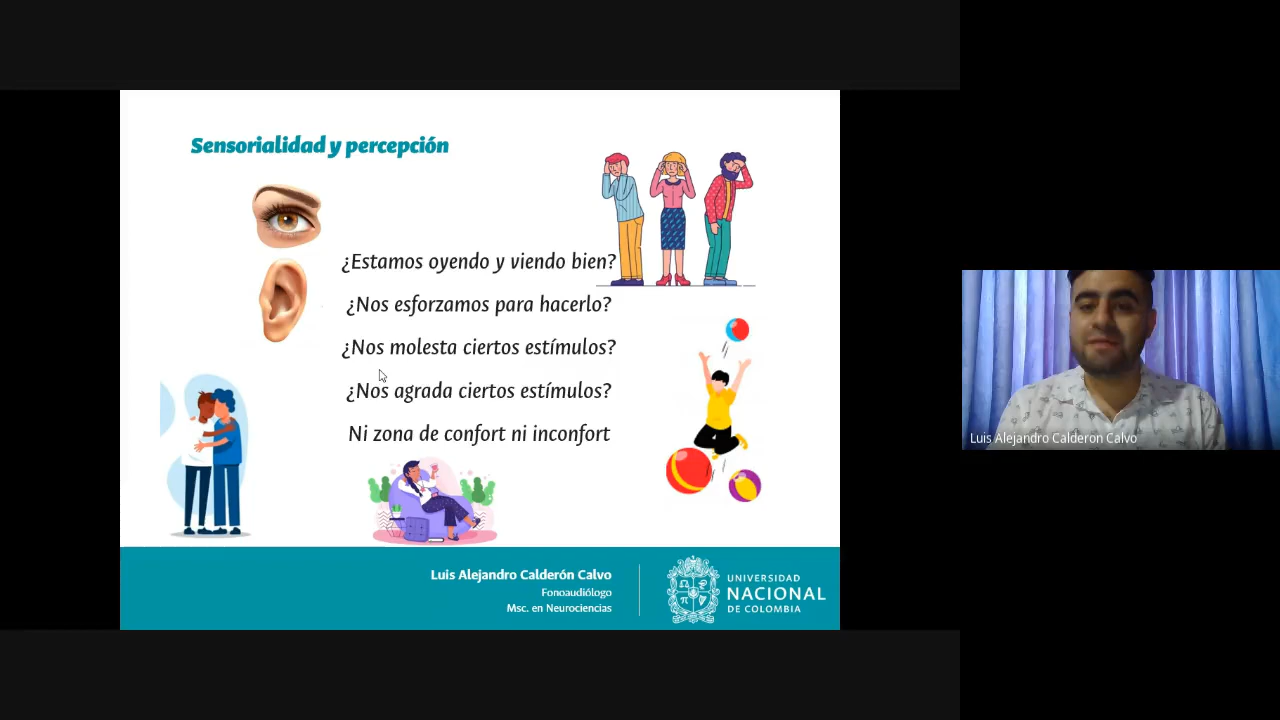 Sensorialidad y percepción
¿Estamos oyendo y viendo bien?
¿Nos esforzamos para hacerlo?
¿Nos molesta ciertos estímulos?
¿Nos agrada ciertos estímulos?
Ni zona de confort ni inconfort
Luis Alejandro Calderón Calvo
Fonoaudiólogo
Msc. en Neurociencias
UNIVERSIDAD
NACIONAL
DE COLOMBIA
Luis Alejandro Calderon Calvo